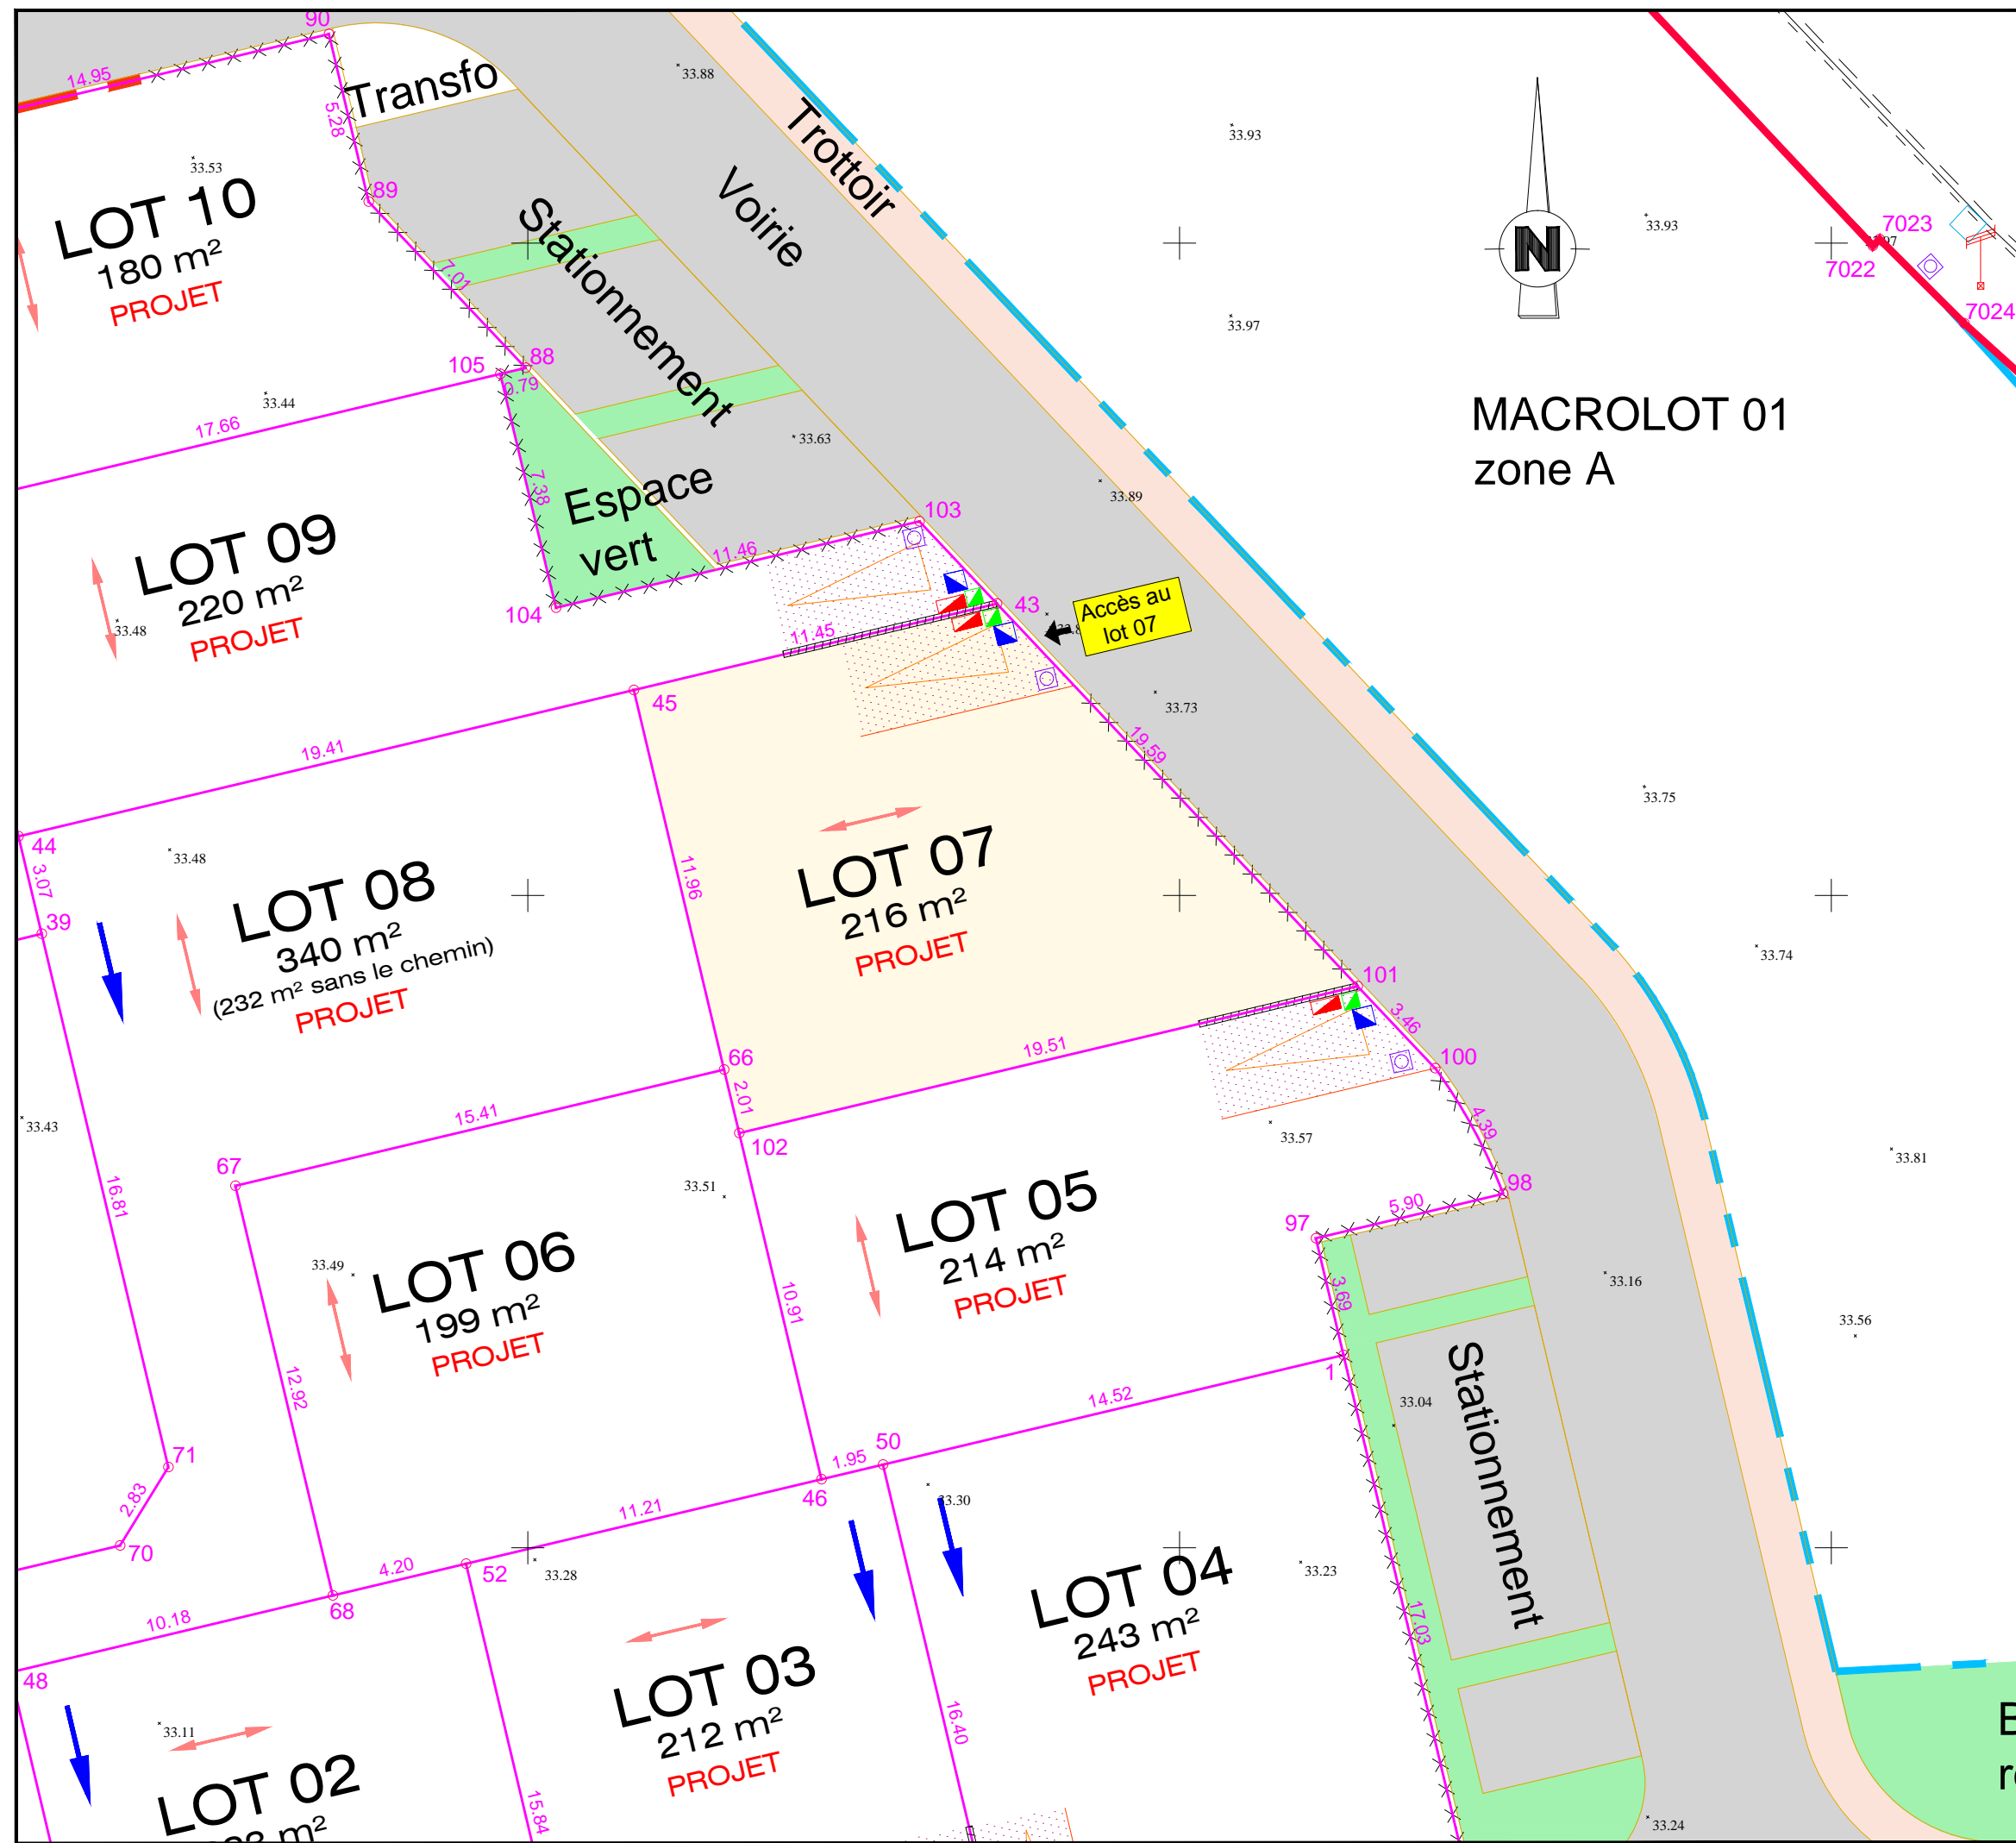 90
14.95
Transfo
5.28
33.88
Trottoir
33.93
33.53
LOT 10
180 m²
PROJET
89
Stationnement
Voirie
33.93
7023
7022
7024
N
7.01
33.97
105
88
0.79
33.44
17.66
33.63
MACROLOT 01
zone A
7.38
Espace
vert
33.89
103
11.46
LOT 09
220 m²
PROJET
33.48
104
43
Accès au
lot 07
11.45
45
33.73
19.59
19.41
33.75
44
3.07
33.48
39
LOT 08
340 m²
(232 m² sans le chemin)
PROJET
11.96
LOT 07
216 m²
PROJET
33.74
101
3.46
66
2.01
19.51
100
15.41
33.43
4.39
102
33.57
67
33.51
33.81
16.81
98
5.90
97
LOT 05
214 m²
PROJET
33.49
LOT 06
199 m²
PROJET
10.91
3.69
33.16
33.56
1
12.92
14.52
33.04
Stationnement
71
50
1.95
46
2.83
11.21
33.30
70
4.20
52
33.28
LOT 04
243 m²
PROJET
33.23
68
10.18
17.03
48
LOT 03
212 m²
PROJET
16.40
33.11
LOT 02
15.84
33.24